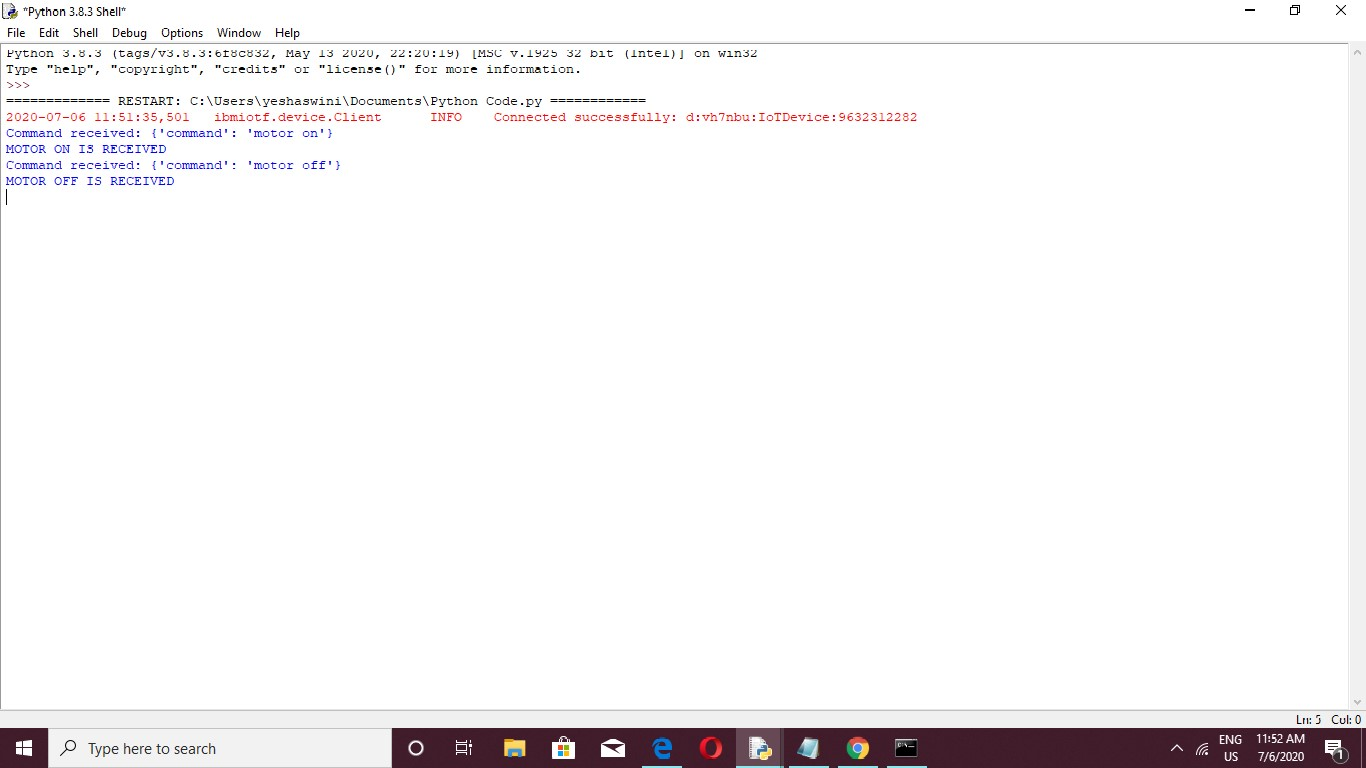 *Python 3.8.3 Shell*
File Edit Shell Debug Options Window Help
Python 3.8.3 (tags/v3.8.3:6f8c832, May 13 2020, 22:20:19) [MSC v.1925 32 bit (Intel)] on win32
Type "help", "copyright", "credits" or "license()" for more information.
>>>
============= RESTART: C:\Users\yeshaswini\Documents\Python Code.py ============
2020-07-06 11:51:35,501   ibmiotf.device.Client      INFO    Connected successfully: d:vh7nbu:IoTDevice:9632312282
Command received: {'command': 'motor on'}
MOTOR ON IS RECEIVED
Command received: {'command': 'motor off'}
MOTOR OFF IS RECEIVED
Ln: 5 Col: 0
Type here to search
ENG
US
11:52 AM
7/6/2020
1